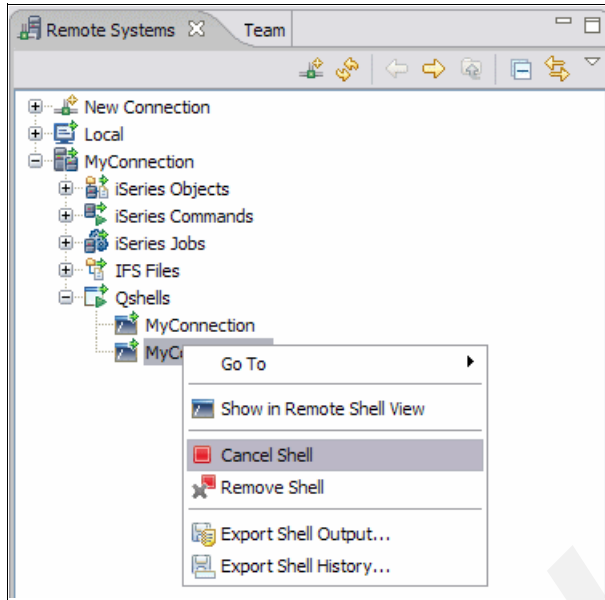 Remote Systems Team
New Connection
Local
MyConnection
iSeries Objects
iSeries Commands
iSeries Jobs
IFS Files
Qshells
MyConnection
Go To
Show in Remote Shell View
Cancel Shell
Remove Shell
Export Shell Output...
Export Shell History...